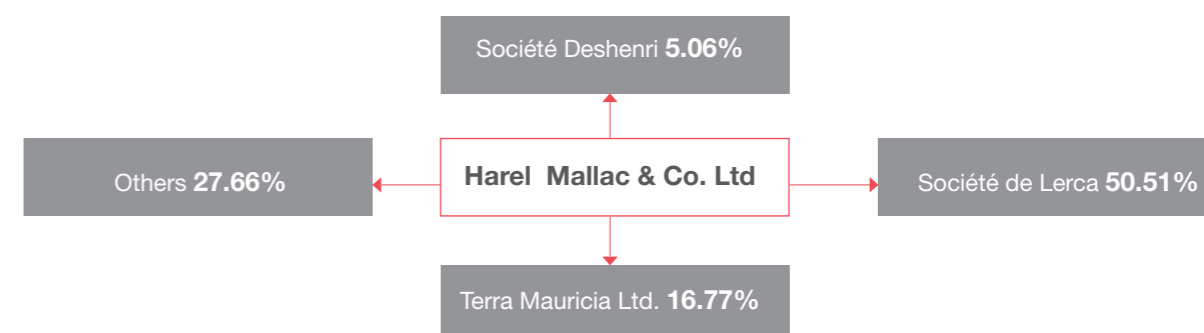 Société Deshenri 5.06%
Others 27.66%
Harel Mallac & Co. Ltd
Société de Lerca 50.51%
Terra Mauricia Ltd. 16.77%